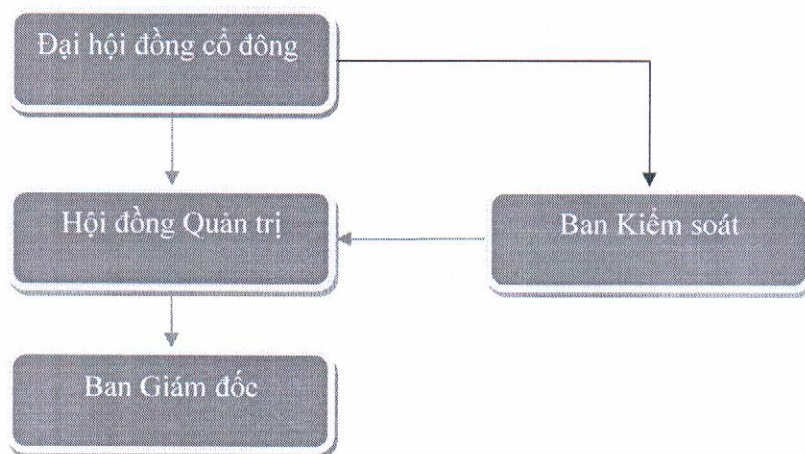 Đại hội đồng cổ đông
Hội đồng Quản trị
Ban Kiểm soát
Ban Giám đốc